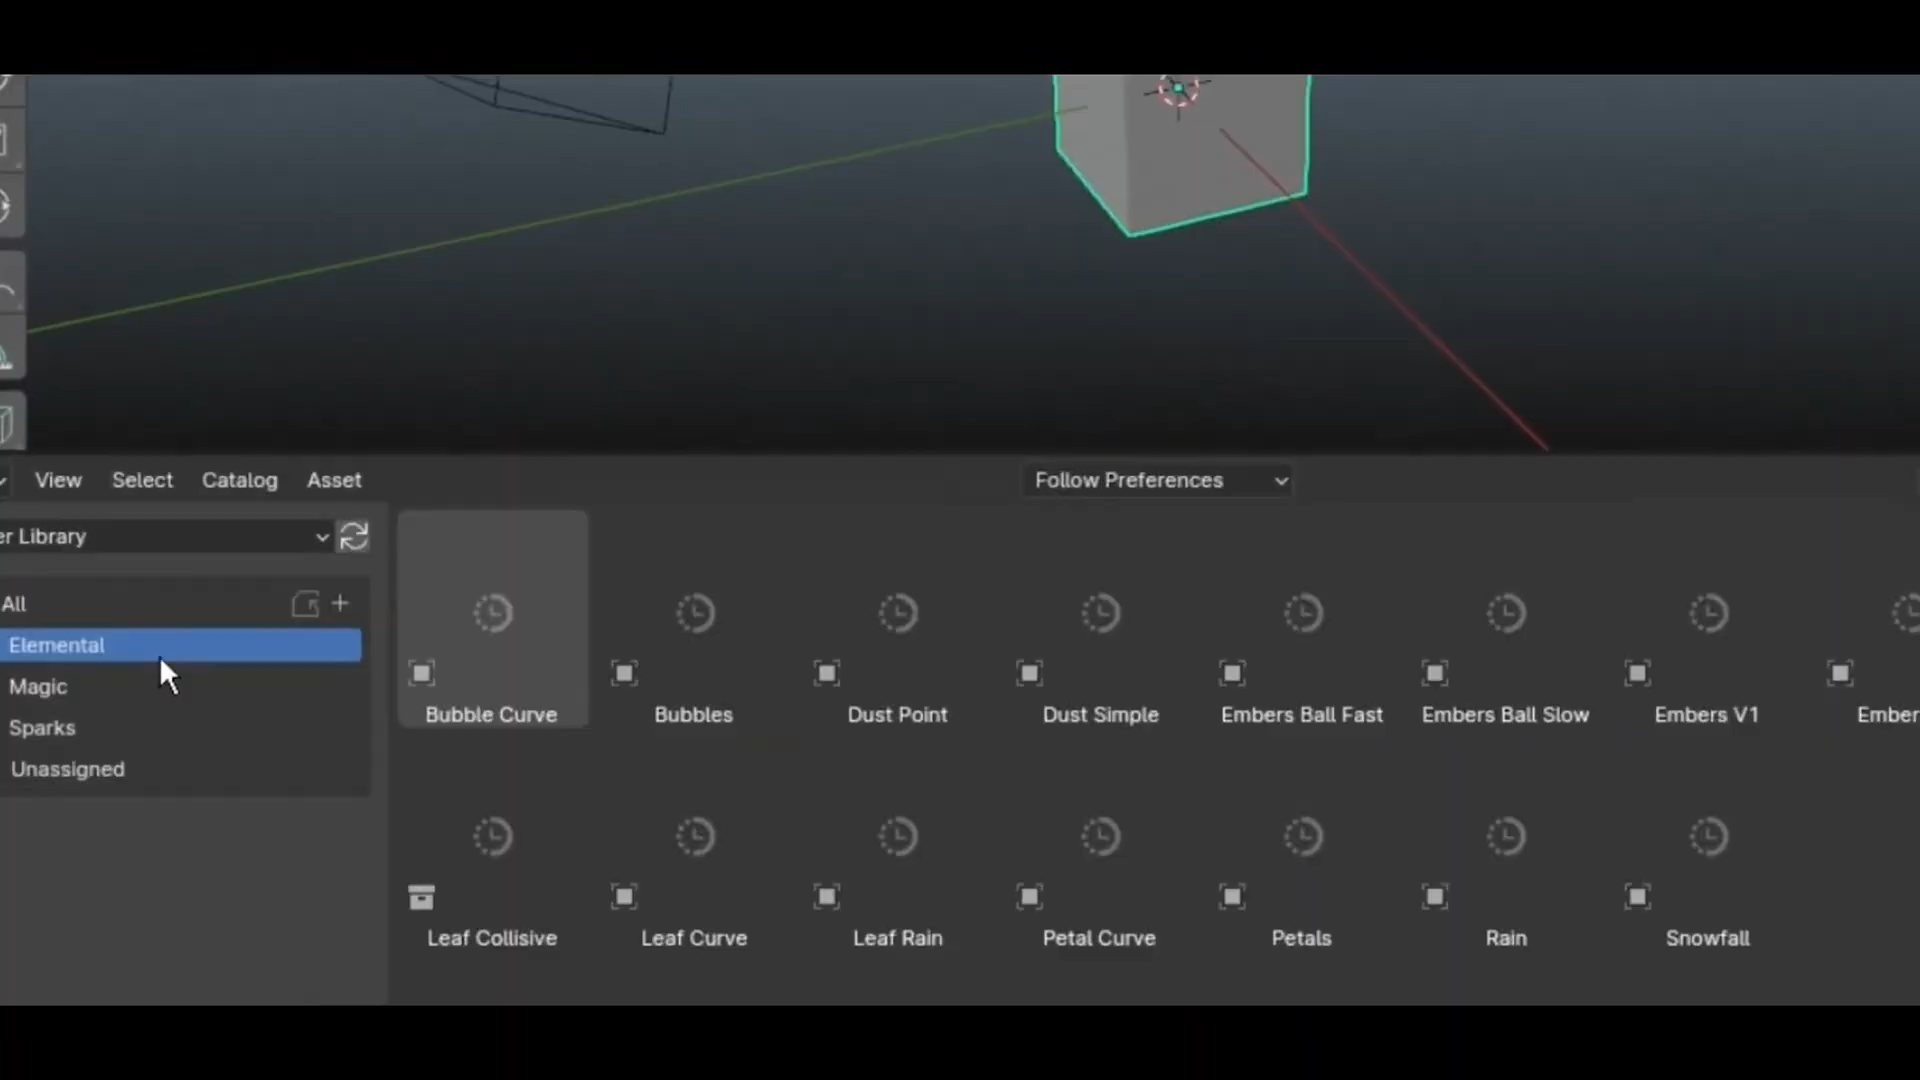 View Select Catalog Asset Follow Preferences
er Library
All
Elemental
Magic
Sparks
Unassigned
Bubble Curve Bubbles Dust Point Dust Simple Embers Ball Fast Embers Ball Slow Embers V1 Ember
Leaf Collisive Leaf Curve Leaf Rain Petal Curve Petals Rain Snowfall